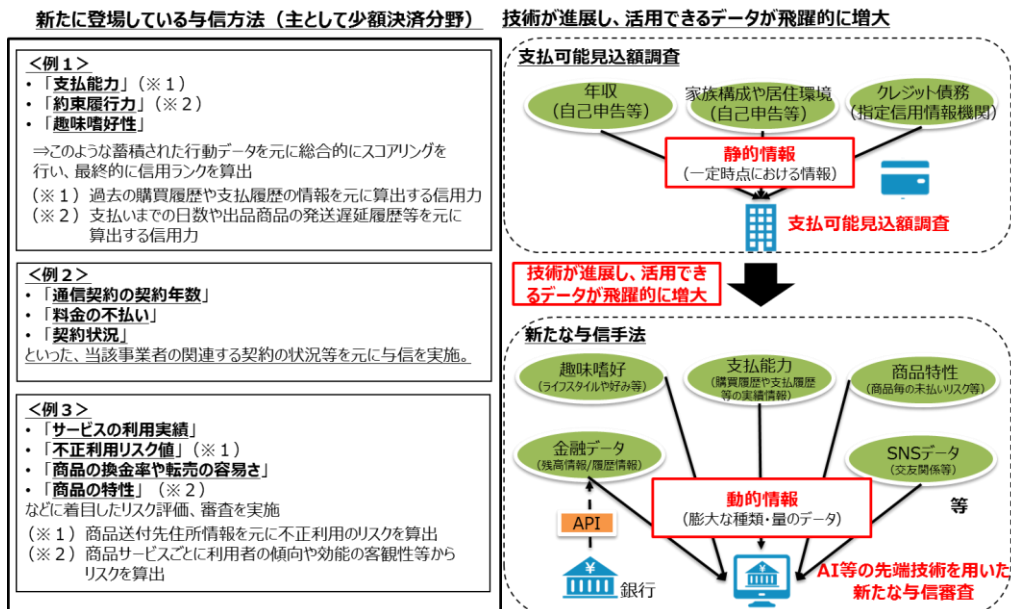 新たに登場している与信方法（主として少額決済分野）
技術が進展し、活用できるデータが飛躍的に増大
＜例１＞
・「支払能力」（※１）
・「約束履行力」（※２）
・「趣味嗜好性」
⇒このような蓄積された行動データを元に総合的にスコアリングを
行い、最終的に信用ランクを算出
（※１）過去の購買履歴や支払履歴の情報を元に算出する信用力
（※２）支払いまでの日数や出品商品の発送遅延履歴等を元に
算出する信用力
＜例２＞
・「通信契約の契約年数」
・「料金の不払い」
・「契約状況」
といった、当該事業者の関連する契約の状況等を元に与信を実施。
＜例３＞
・「サービスの利用実績」
・「不正利用リスク値」（※１）
・「商品の換金率や転売の容易さ」
・「商品の特性」（※２）
などに着目したリスク評価、審査を実施
（※１）商品送付先住所情報を元に不正利用のリスクを算出
（※２）商品サービスごとに利用者の傾向や効能の客観性等から
リスクを算出
支払可能見込額調査
年収
（自己申告等）
家族構成や居住環境
（自己申告等）
クレジット債務
（指定信用情報機関）
静的情報
（一定時点における情報）
支払可能見込額調査
技術が進展し、活用でき
るデータが飛躍的に増大
新たな与信手法
趣味嗜好
（ライフスタイルや好み等）
支払能力
（購買履歴や支払履歴
等の実績情報）
商品特性
（商品毎の未払いリスク等）
金融データ
（残高情報/履歴情報）
SNSデータ
（交友関係等）
動的情報
（膨大な種類・量のデータ）
等
API
¥
銀行
¥
AI等の先端技術を用いた
新たな与信審査